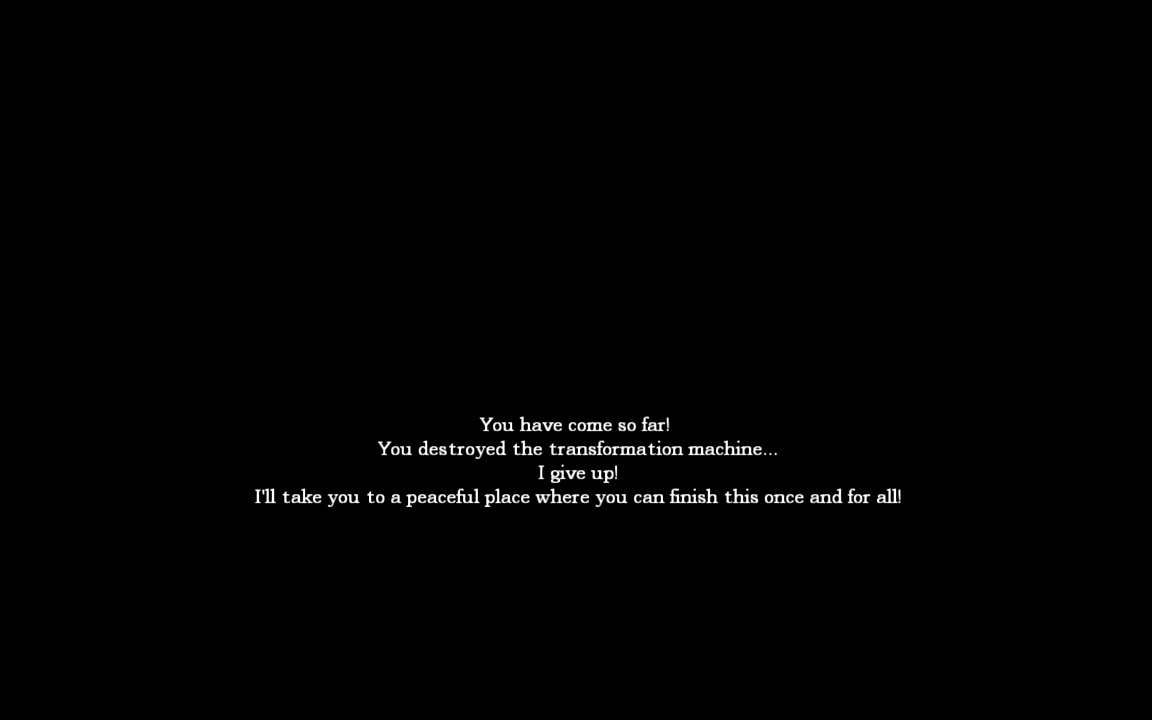 You have come so far!
You destroyed the transformation machine...
I give up!
I'll take you to a peaceful place where you can finish this once and for all!